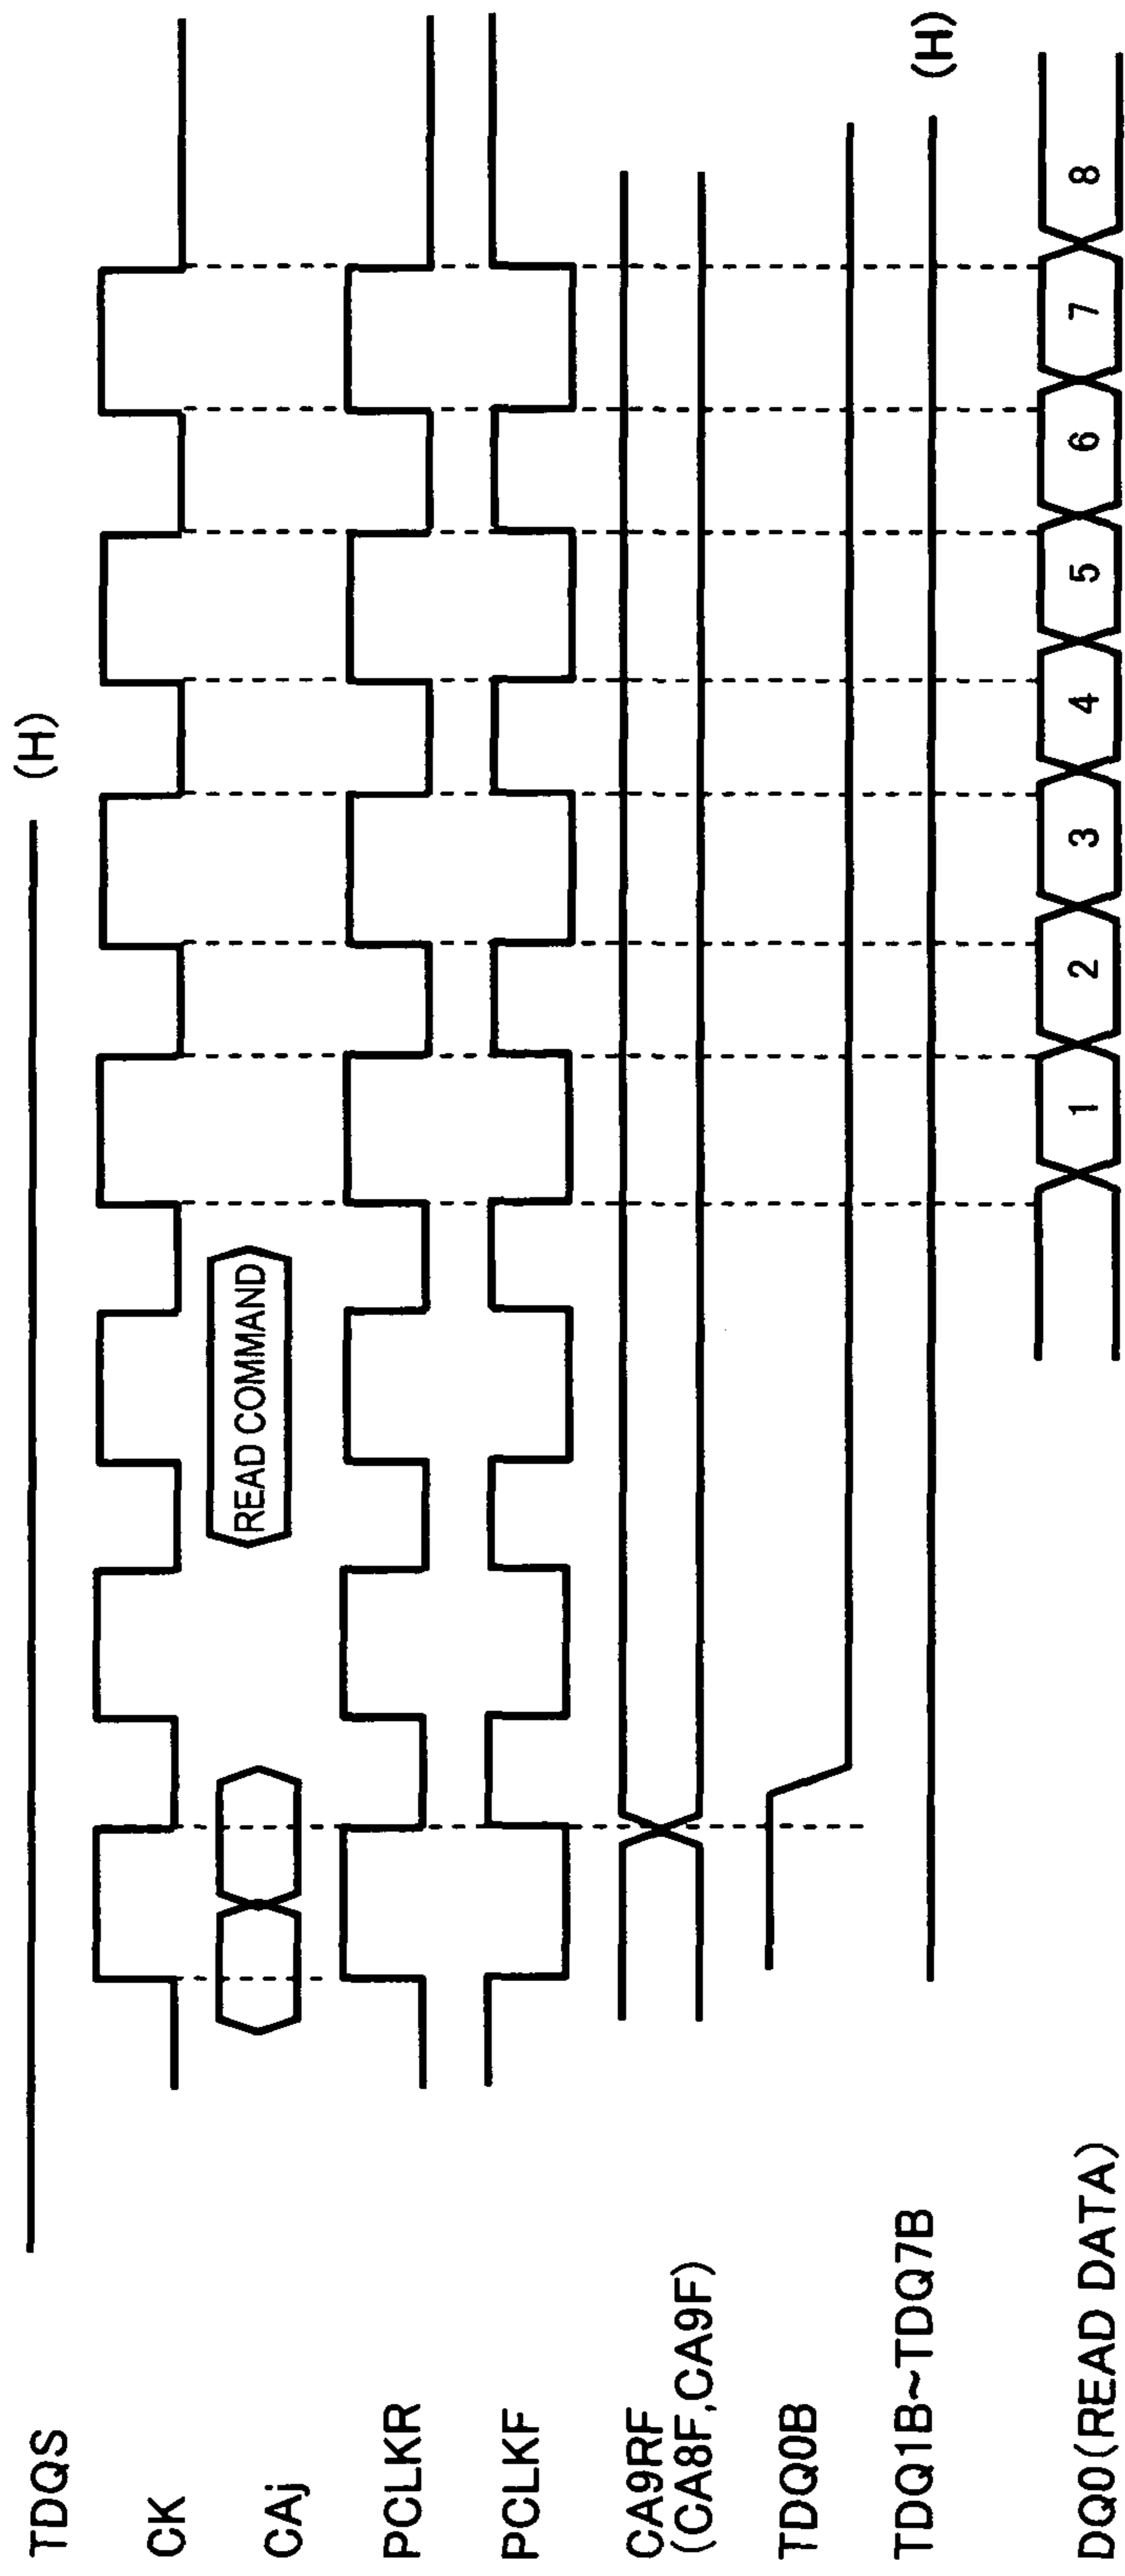 TDQS
(H)
CK
CAj
READ COMMAND
PCLKR
PCLKF
CA9RF
(CA8F,CA9F)
TDQ0B
TDQ1B~TDQ7B
(H)
DQ0(READ DATA)
1 2 3 4 5 6 7 8